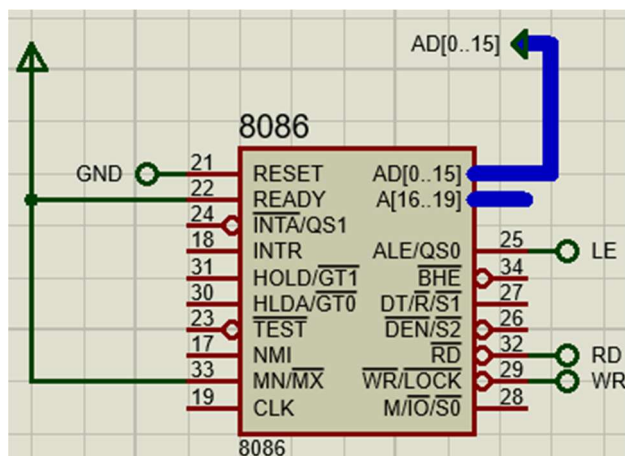 AD[0..15]
8086
GND
21 RESET AD[0..15]
22 READY A[16..19]
24 INTA/QS1
18 INTR ALE/QS0 25 LE
31 HOLD/GT1 BHE 34
30 HLDA/GT0 DT/R/S1 27
23 TEST DEN/S2 26
17 NMI RD 32 RD
33 MN/MX WR/LOCK 29 WR
19 CLK M/IO/S0 28
8086